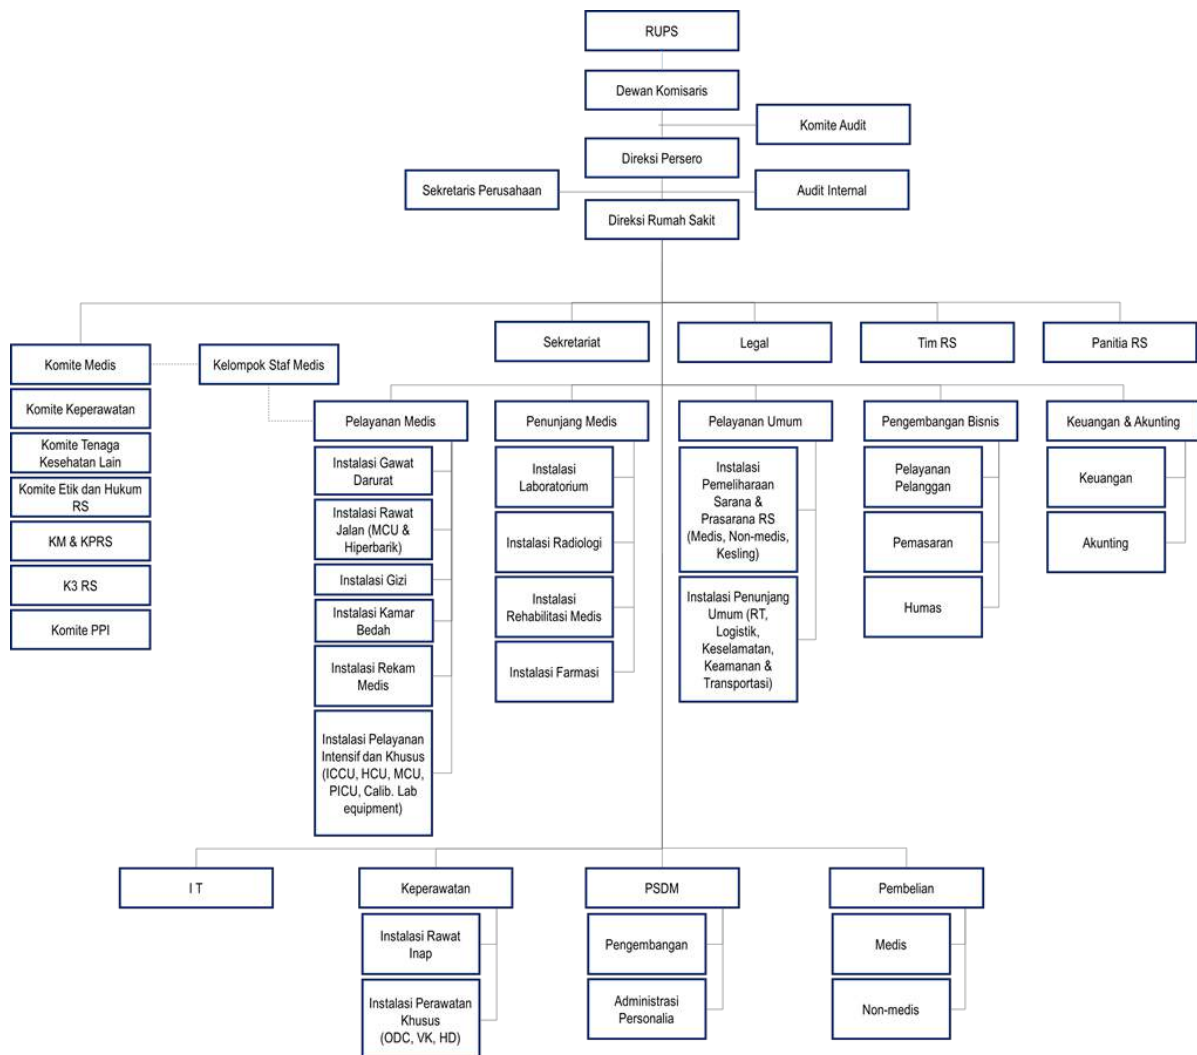 RUPS
Dewan Komisaris
Komite Audit
Direksi Persero
Sekretaris Perusahaan
Audit Internal
Direksi Rumah Sakit
Sekretariat
Legal
Tim RS
Panitia RS
Komite Medis
Kelompok Staf Medis
Komite Keperawatan
Komite Tenaga
Kesehatan Lain
Komite Etik dan Hukum
RS
KM & KPRS
K3 RS
Komite PPI
Pelayanan Medis
Instalasi Gawat
Darurat
Instalasi Rawat
Jalan (MCU &
Hiperbarik)
Instalasi Gizi
Instalasi Kamar
Bedah
Instalasi Rekam
Medis
Instalasi Pelayanan
Intensif dan Khusus
(ICCU, HCU, MCU,
PICU, Calib. Lab
equipment)
Penunjang Medis
Instalasi
Laboratorium
Instalasi Radiologi
Instalasi
Rehabilitasi Medis
Instalasi Farmasi
Pelayanan Umum
Instalasi
Pemeliharaan
Sarana &
Prasarana RS
(Medis, Non-medis,
Kesling)
Instalasi Penunjang
Umum (RT,
Logistik,
Keselamatan,
Keamanan &
Transportasi)
Pengembangan Bisnis
Pelayanan
Pelanggan
Pemasaran
Humas
Keuangan & Akunting
Keuangan
Akunting
I T
Keperawatan
Instalasi Rawat
Inap
Instalasi Perawatan
Khusus
(ODC, VK, HD)
PSDM
Pengembangan
Administrasi
Personalia
Pembelian
Medis
Non-medis